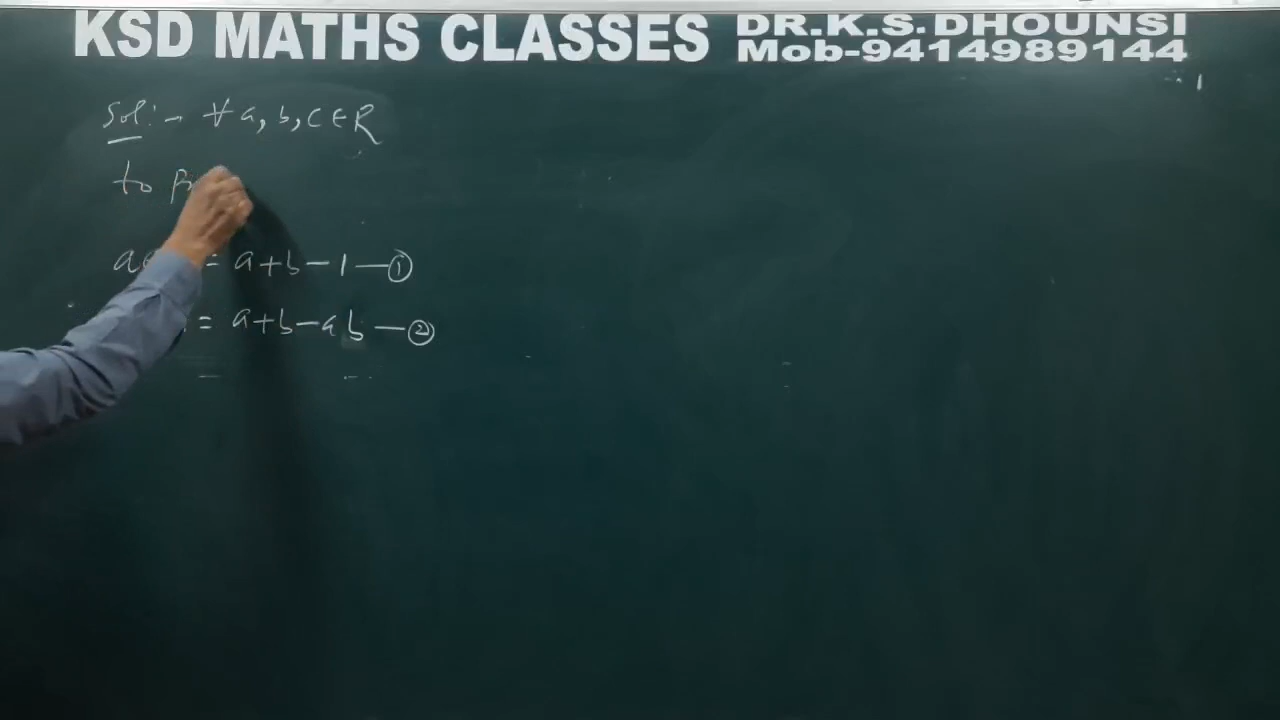 KSD MATHS CLASSES DR.K.S.DHOUNSI
Mob-9414989144
Sol:- ∀ a, b, c ∈ R
to
= a+b-1 — ①
= a+b-ab — ②